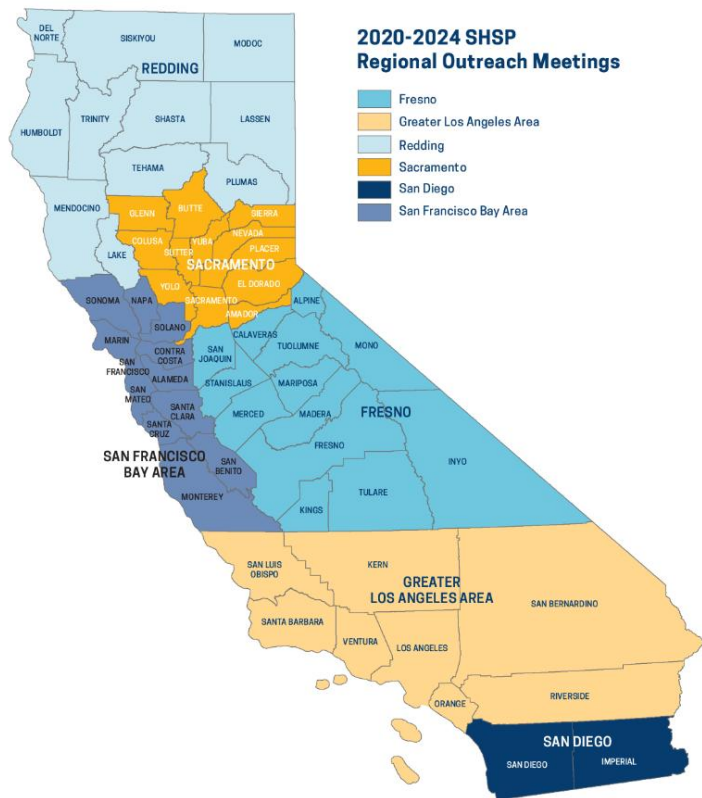 2020-2024 SHSP
Regional Outreach Meetings
Fresno
Greater Los Angeles Area
Redding
Sacramento
San Diego
San Francisco Bay Area
DEL
NORTE
SISKIYOU
MODOC
REDDING
HUMBOLDT
TRINITY
SHASTA
LASSEN
TEHAMA
PLUMAS
MENDOCINO
LAKE
GLENN
BUTTE
SIERRA
COLUSA
SUTTER
YUBA
NEVADA
PLACER
SACRAMENTO
YOLO
EL DORADO
SACRAMENTO
AMADOR
SONOMA
NAPA
SOLANO
MARIN
CONTRA
COSTA
SAN
FRANCISCO
ALAMEDA
SAN
MATEO
SANTA
CLARA
SANTA
CRUZ
SAN FRANCISCO
BAY AREA
SAN
BENITO
MONTEREY
ALPINE
CALAVERAS
TUOLUMNE
MONO
SAN
JOAQUIN
STANISLAUS
MARIPOSA
MERCED
MADERA
FRESNO
FRESNO
INYO
TULARE
KINGS
SAN LUIS
OBISPO
KERN
GREATER
LOS ANGELES AREA
SAN BERNARDINO
SANTA BARBARA
VENTURA
LOS ANGELES
ORANGE
RIVERSIDE
SAN DIEGO
SAN DIEGO
IMPERIAL